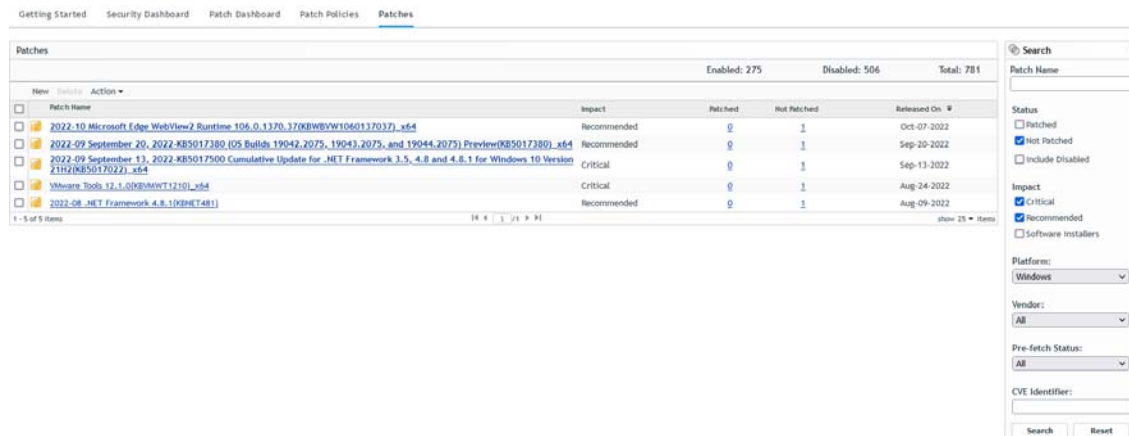 Getting Started Security Dashboard Patch Dashboard Patch Policies Patches
Patches
Enabled: 275 Disabled: 506 Total: 781
New Delete Action
Patch Name Impact Patched Not Patched Released On
2022-10 Microsoft Edge WebView2 Runtime 106.0.1370.37(KBWBVW1060137037)_x64 Recommended 0 1 Oct-07-2022
2022-09 September 20, 2022-KB5017380 (OS Builds 19042.2075, 19043.2075, and 19044.2075) Preview(KB5017380)_x64 Recommended 0 1 Sep-20-2022
2022-09 September 13, 2022-KB5017500 Cumulative Update for .NET Framework 3.5, 4.8 and 4.8.1 for Windows 10 Version
21H2(KB5017022)_x64 Critical 0 1 Sep-13-2022
VMware Tools 12.1.0(KBVMWT1210)_x64 Critical 0 1 Aug-24-2022
2022-08 .NET Framework 4.8.1(KBNET481) Recommended 0 1 Aug-09-2022
1 - 5 of 5 items 1 /1 show 25 items
Search
Patch Name
Status
Patched
Not Patched
Include Disabled
Impact
Critical
Recommended
Software Installers
Platform:
Windows
Vendor:
All
Pre-fetch Status:
All
CVE Identifier:
Search Reset